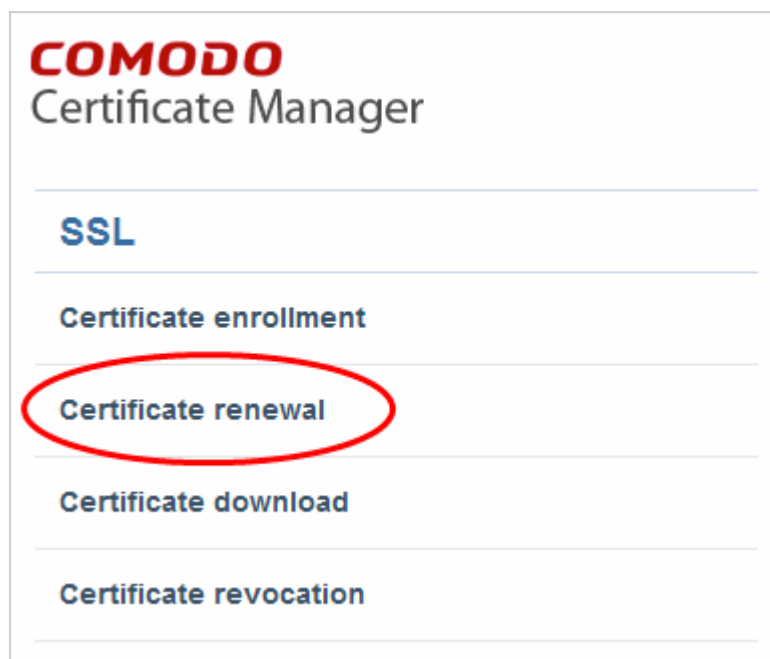 COMODO
Certificate Manager
SSL
Certificate enrollment
Certificate renewal
Certificate download
Certificate revocation